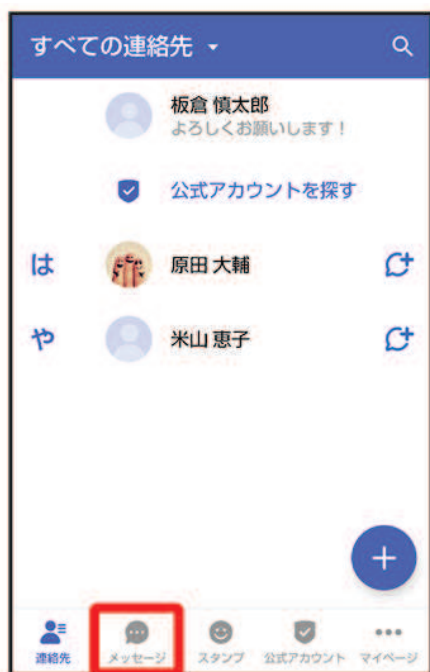 すべての連絡先
板倉 慎太郎
よろしくお願いします！
公式アカウントを探す
は
原田 大輔
や
米山 恵子
連絡先
メッセージ
スタンプ
公式アカウント
マイページ